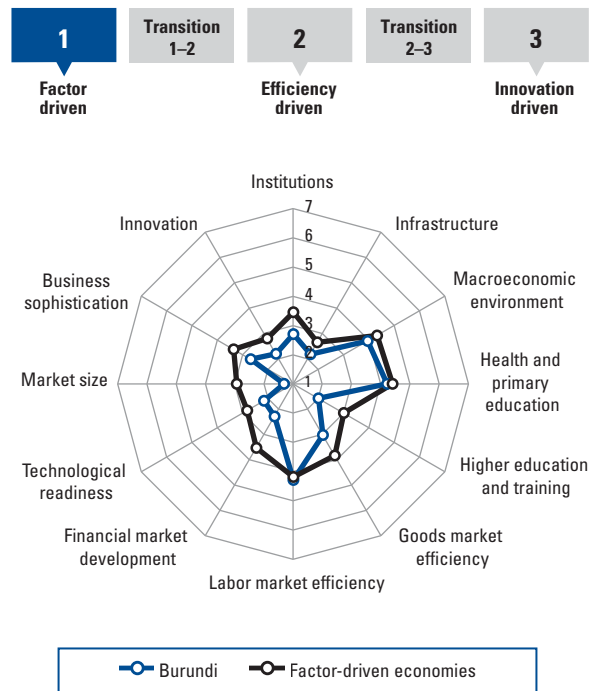 1
Transition
1–2
2
Transition
2–3
3
Factor
driven
Efficiency
driven
Innovation
driven
Institutions
Innovation
Infrastructure
Business
sophistication
Macroeconomic
environment
Market size
Health and
primary
education
Technological
readiness
Higher education
and training
Financial market
development
Goods market
efficiency
Labor market efficiency
7
6
5
4
3
2
1
Burundi
Factor-driven economies